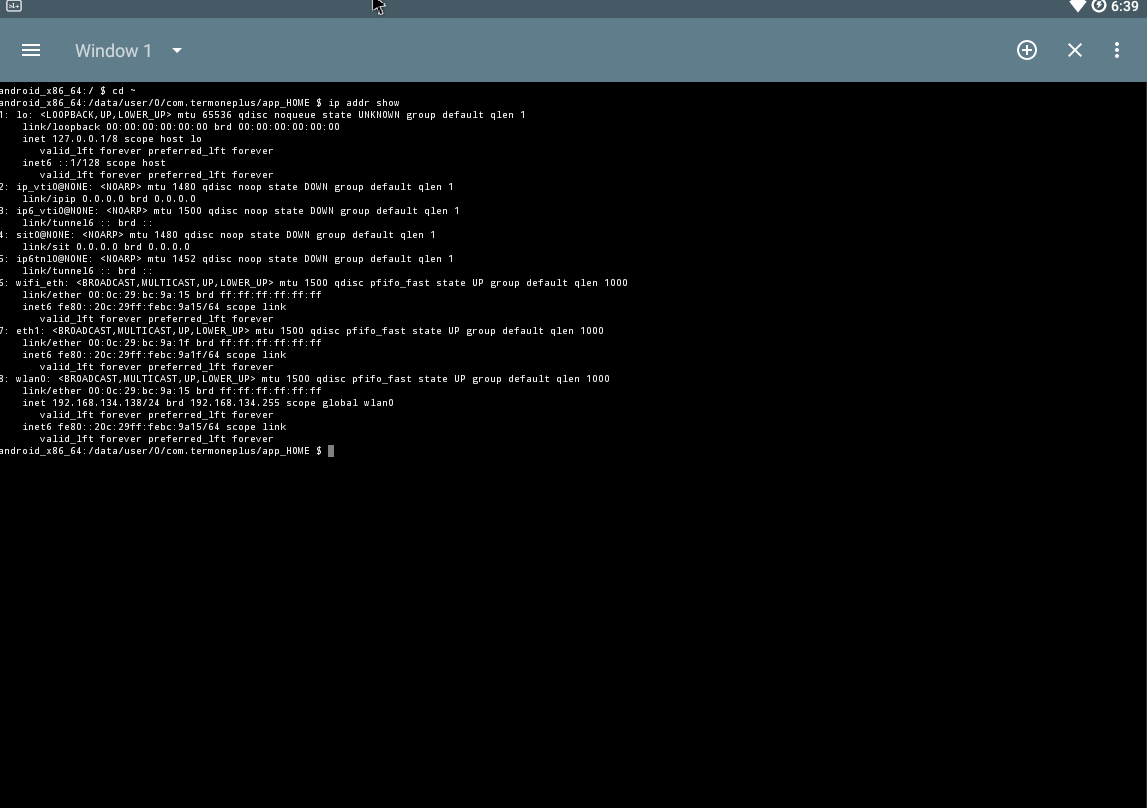 6:39
Window 1
android_x86_64:/ $ cd ~
android_x86_64:/data/user/0/com.termoneplus/app_HOME $ ip addr show
1: lo: <LOOPBACK,UP,LOWER_UP> mtu 65536 qdisc noqueue state UNKNOWN group default qlen 1
link/loopback 00:00:00:00:00:00 brd 00:00:00:00:00:00
inet 127.0.0.1/8 scope host lo
valid_lft forever preferred_lft forever
inet6 ::1/128 scope host
valid_lft forever preferred_lft forever
2: ip_vti0@NONE: <NOARP> mtu 1480 qdisc noop state DOWN group default qlen 1
link/ipip 0.0.0.0 brd 0.0.0.0
3: ip6_vti0@NONE: <NOARP> mtu 1500 qdisc noop state DOWN group default qlen 1
link/tunnel6 :: brd ::
4: sit0@NONE: <NOARP> mtu 1480 qdisc noop state DOWN group default qlen 1
link/sit 0.0.0.0 brd 0.0.0.0
5: ip6tnl0@NONE: <NOARP> mtu 1452 qdisc noop state DOWN group default qlen 1
link/tunnel6 :: brd ::
6: wifi_eth: <BROADCAST,MULTICAST,UP,LOWER_UP> mtu 1500 qdisc pfifo_fast state UP group default qlen 1000
link/ether 00:0c:29:bc:9a:15 brd ff:ff:ff:ff:ff:ff
inet6 fe80::20c:29ff:febc:9a15/64 scope link
valid_lft forever preferred_lft forever
7: eth1: <BROADCAST,MULTICAST,UP,LOWER_UP> mtu 1500 qdisc pfifo_fast state UP group default qlen 1000
link/ether 00:0c:29:bc:9a:1f brd ff:ff:ff:ff:ff:ff
inet6 fe80::20c:29ff:febc:9a1f/64 scope link
valid_lft forever preferred_lft forever
8: wlan0: <BROADCAST,MULTICAST,UP,LOWER_UP> mtu 1500 qdisc pfifo_fast state UP group default qlen 1000
link/ether 00:0c:29:bc:9a:15 brd ff:ff:ff:ff:ff:ff
inet 192.168.134.138/24 brd 192.168.134.255 scope global wlan0
valid_lft forever preferred_lft forever
inet6 fe80::20c:29ff:febc:9a15/64 scope link
valid_lft forever preferred_lft forever
android_x86_64:/data/user/0/com.termoneplus/app_HOME $